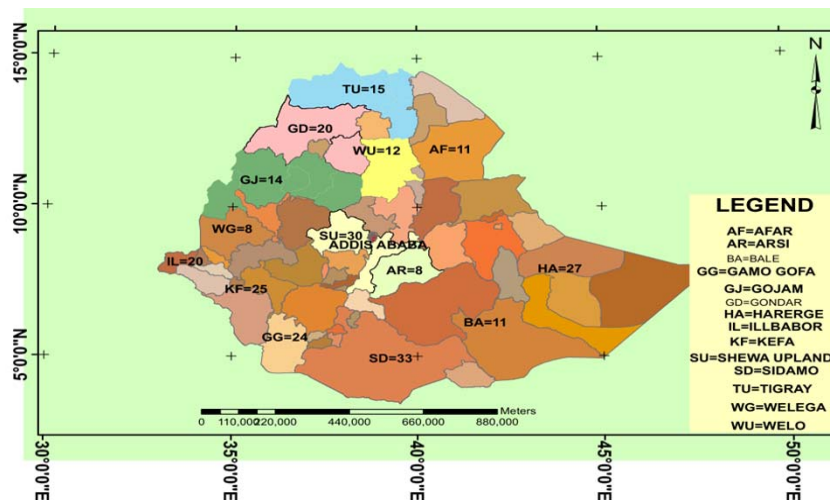 15°0'0"N
10°0'0"N
5°0'0"N
N
TU=15
GD=20
WU=12
AF=11
GJ=14
WG=8
SU=30
ADDIS ABABA
IL=20
AR=8
HA=27
KF=25
BA=11
GG=24
SD=33
Meters
0 110,000 220,000 440,000 660,000 880,000
30°0'0"E
35°0'0"E
40°0'0"E
45°0'0"E
50°0'0"E
LEGEND
AF=AFAR
AR=ARSI
BA=BALE
GG=GAMO GOFA
GJ=GOJAM
GD=GONDAR
HA=HARERGE
IL=ILLBABOR
KF=KEFA
SU=SHEWA UPLAND
SD=SIDAMO
TU=TIGRAY
WG=WELEGA
WU=WELO